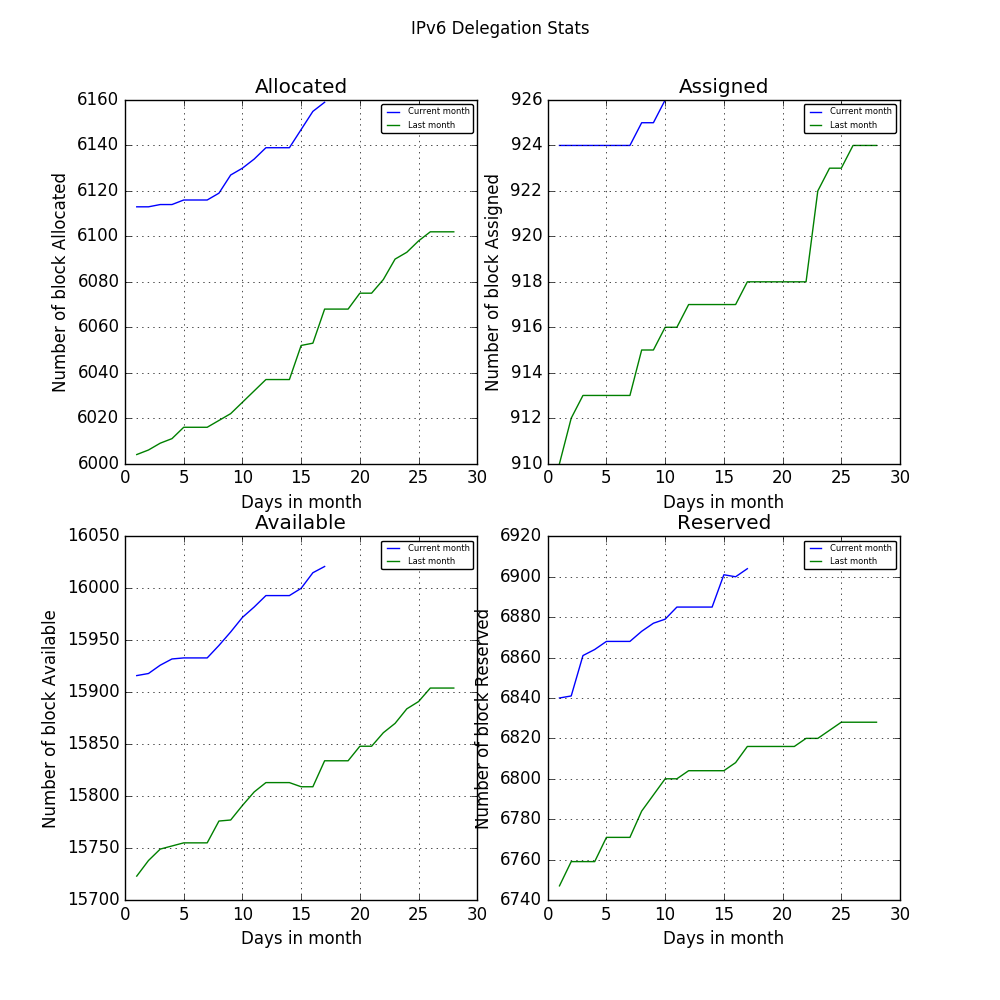 IPv6 Delegation Stats
Allocated
Number of block Allocated
6160
6140
6120
6100
6080
6060
6040
6020
6000
0 5 10 15 20 25 30
Days in month
Current month
Last month
Assigned
Number of block Assigned
926
924
922
920
918
916
914
912
910
0 5 10 15 20 25 30
Days in month
Current month
Last month
Available
Number of block Available
16050
16000
15950
15900
15850
15800
15750
15700
0 5 10 15 20 25 30
Days in month
Current month
Last month
Reserved
Number of block Reserved
6920
6900
6880
6860
6840
6820
6800
6780
6760
6740
0 5 10 15 20 25 30
Days in month
Current month
Last month